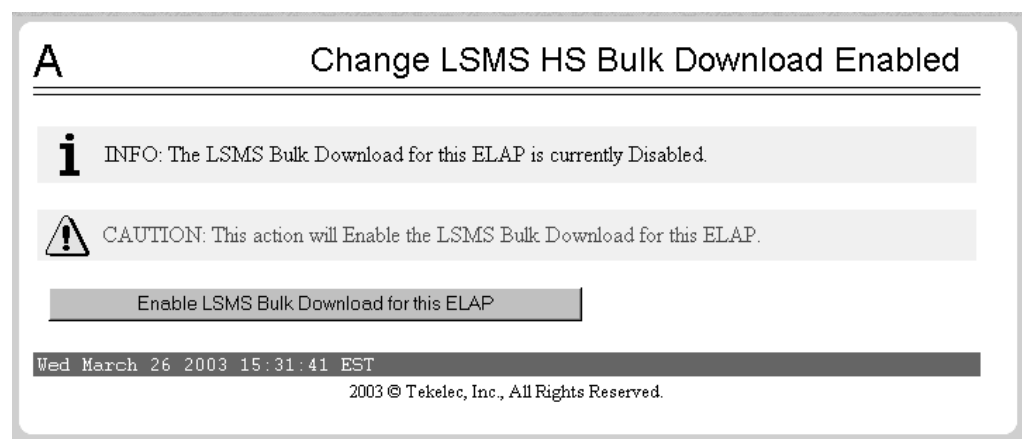 A
Change LSMS HS Bulk Download Enabled
INFO: The LSMS Bulk Download for this ELAP is currently Disabled.
CAUTION: This action will Enable the LSMS Bulk Download for this ELAP.
Enable LSMS Bulk Download for this ELAP
Wed March 26 2003 15:31:41 EST
2003 © Tekelec, Inc., All Rights Reserved.